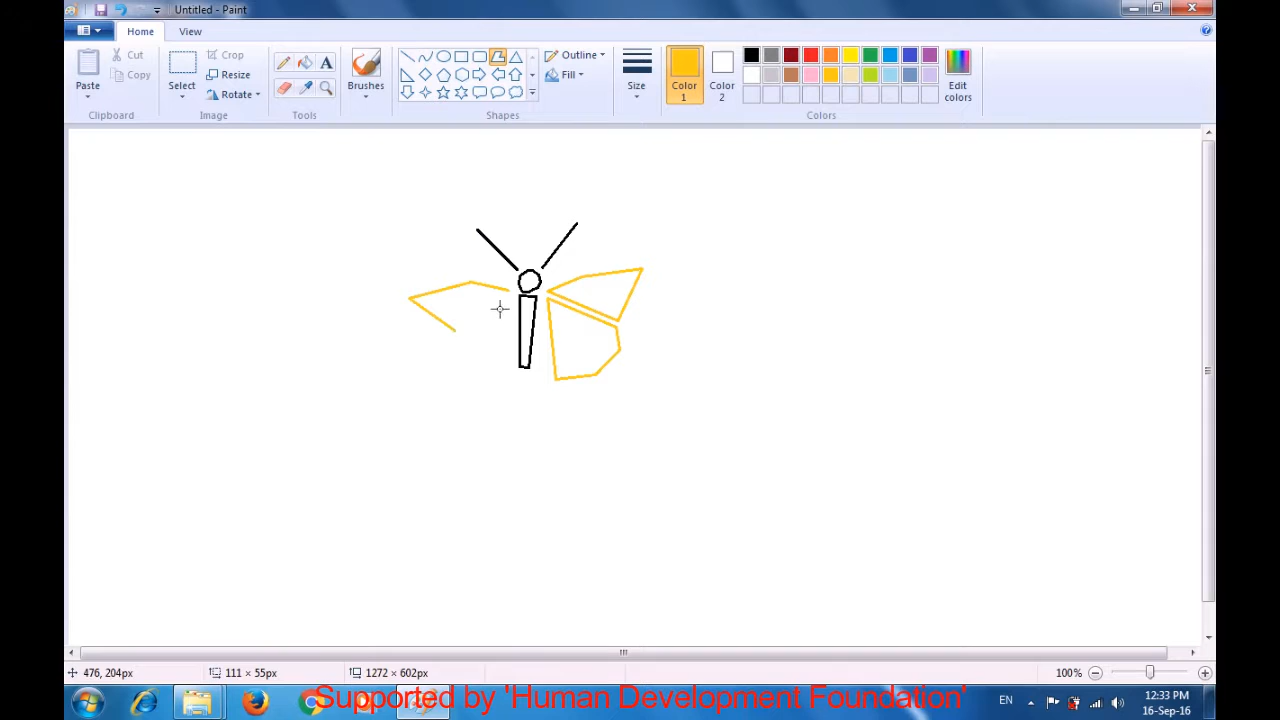 Untitled - Paint
Home View
Paste Cut Copy
Clipboard
Select Crop Resize Rotate
Image
A
Tools
Brushes
Shapes
Outline
Fill
Size
Color 1
Color 2
Edit colors
Colors
476, 204px 111 × 55px 1272 × 602px 100%
EN 12:33 PM
16-Sep-16
Supported by 'Human Development Foundation'